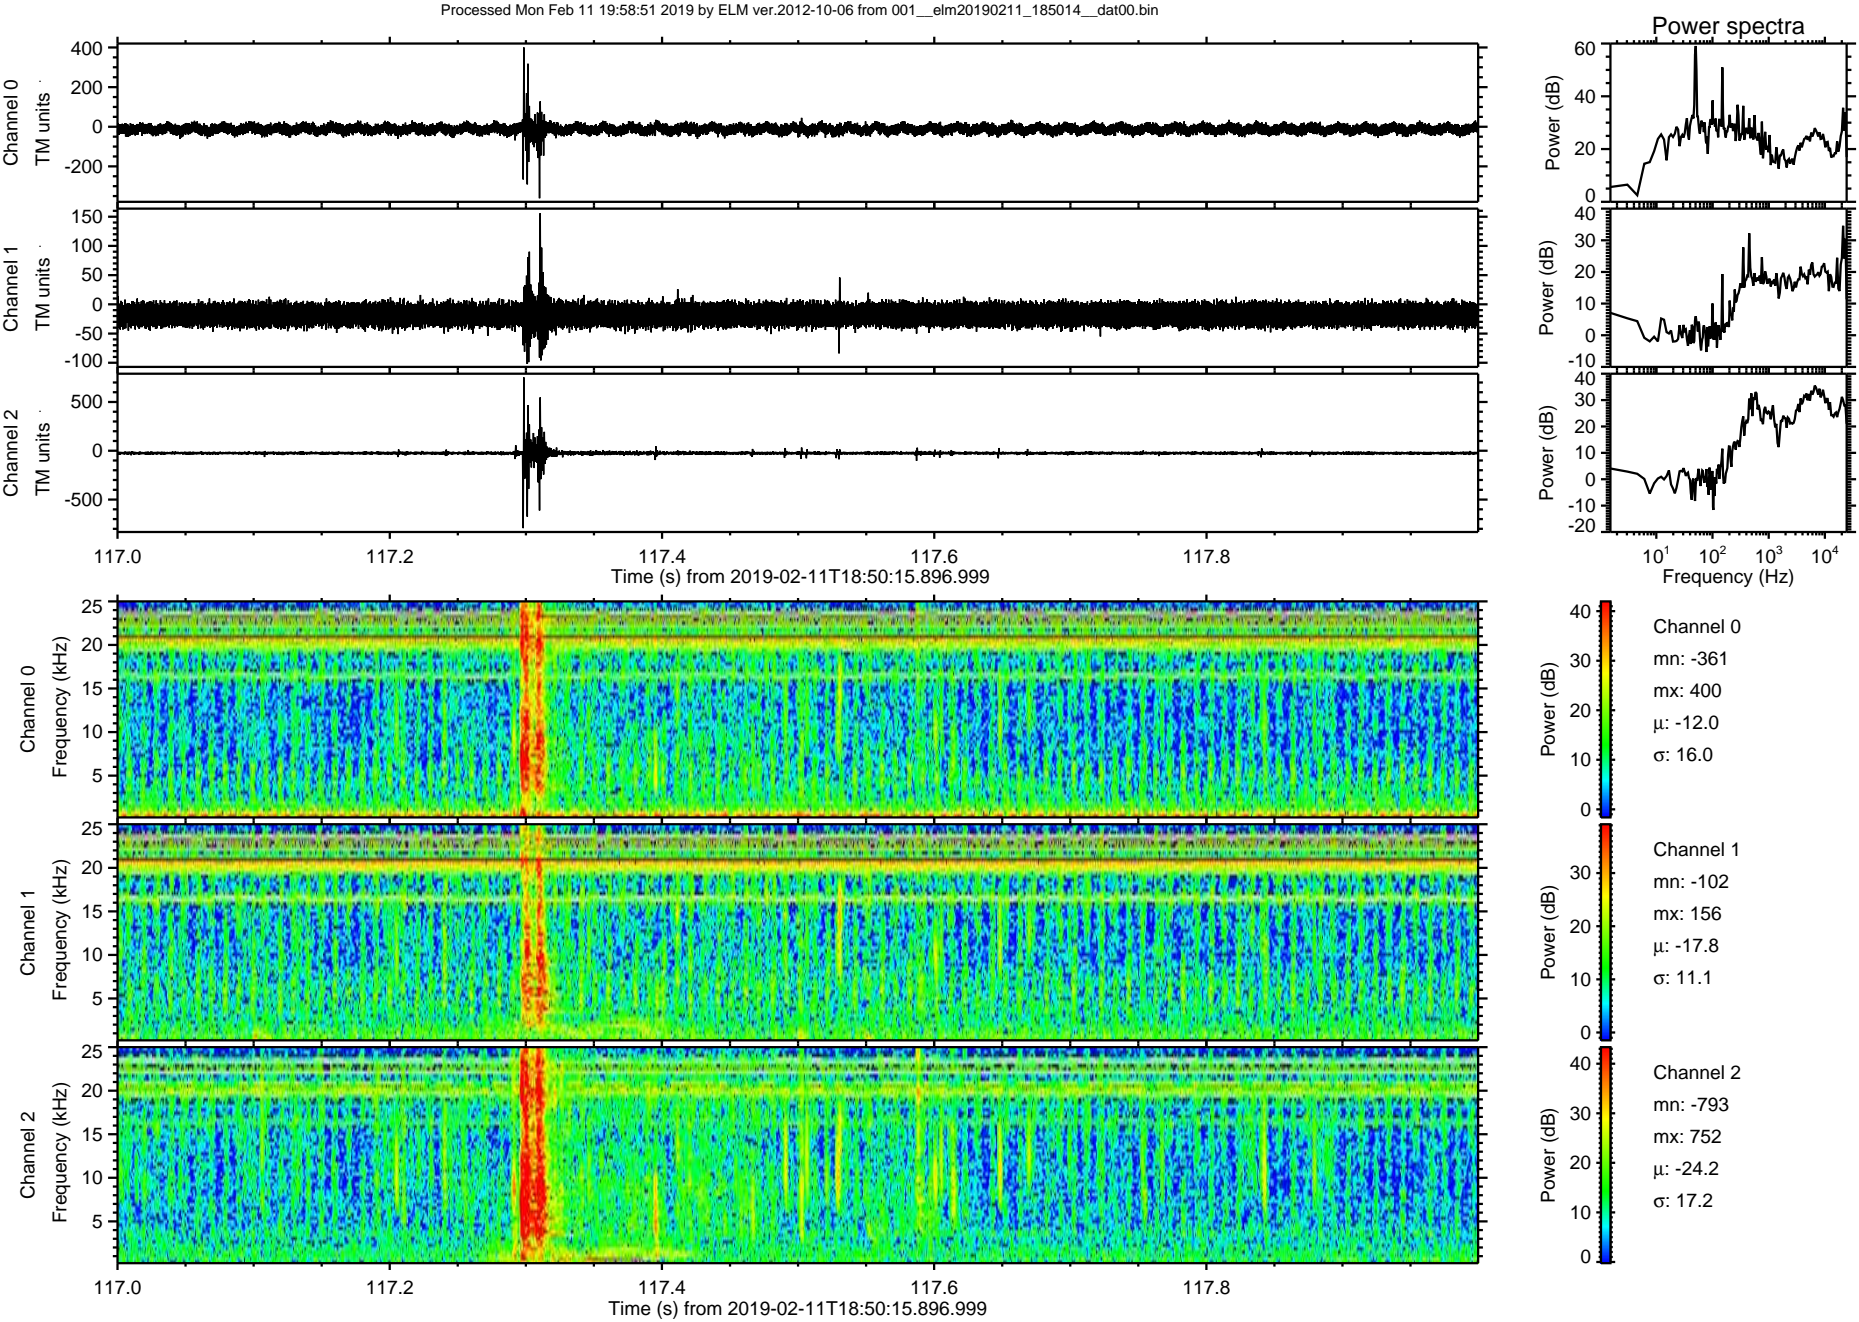 Processed Mon Feb 11 19:58:51 2019 by ELM ver.2012-10-06 from 001__elm20190211_185014__dat00.bin
Power spectra
Channel 0
TM units
400
200
0
-200
Power (dB)
60
40
20
0
Channel 1
TM units
150
100
50
0
-50
-100
Power (dB)
40
30
20
10
0
-10
Channel 2
TM units
500
0
-500
Power (dB)
40
30
20
10
0
-10
-20
117.0 117.2 117.4 117.6 117.8
Time (s) from 2019-02-11T18:50:15.896.999
10¹ 10² 10³ 10⁴
Frequency (Hz)
Channel 0
Frequency (kHz)
25
20
15
10
5
Power (dB)
40
30
20
10
0
Channel 0
mn: -361
mx: 400
μ: -12.0
σ: 16.0
Channel 1
Frequency (kHz)
25
20
15
10
5
Power (dB)
30
20
10
0
Channel 1
mn: -102
mx: 156
μ: -17.8
σ: 11.1
Channel 2
Frequency (kHz)
25
20
15
10
5
Power (dB)
40
30
20
10
0
Channel 2
mn: -793
mx: 752
μ: -24.2
σ: 17.2
117.0 117.2 117.4 117.6 117.8
Time (s) from 2019-02-11T18:50:15.896.999